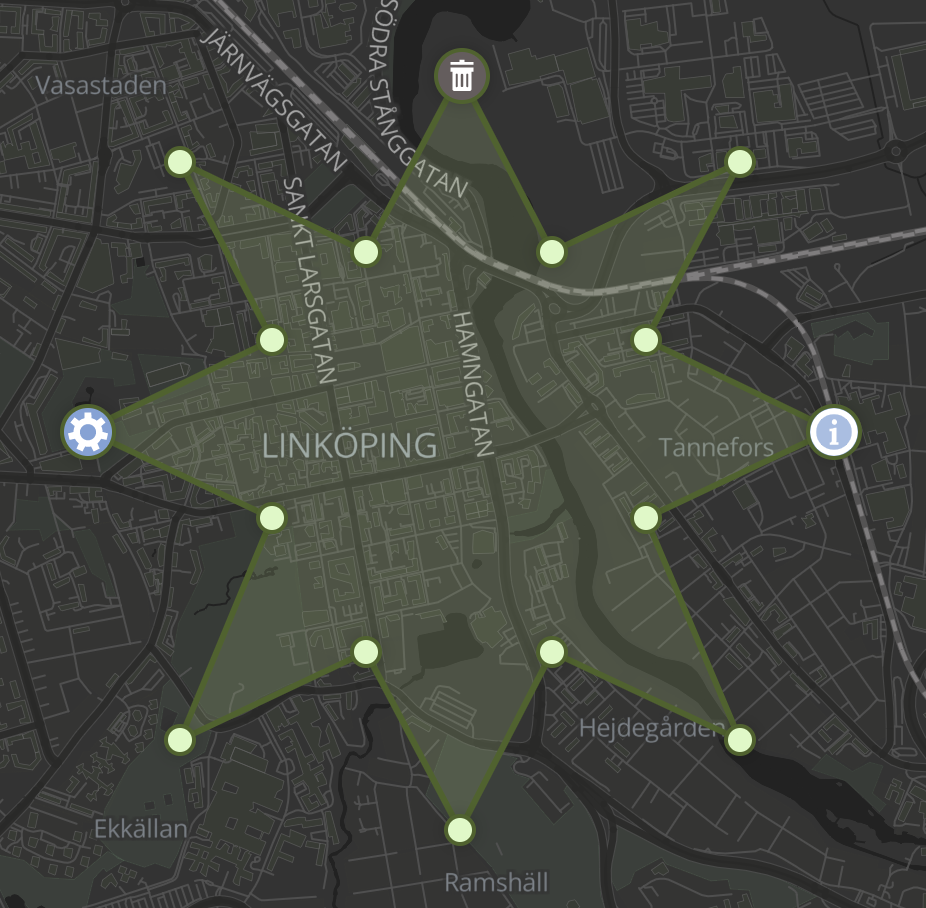 SÖDRA STÅNGGATAN
JÄRNVÄGSGATAN
Vasastaden
SANKT LARSGATAN
HAMNGATAN
LINKÖPING
Tannefors
i
Hejdegården
Ekkällan
Ramshäll